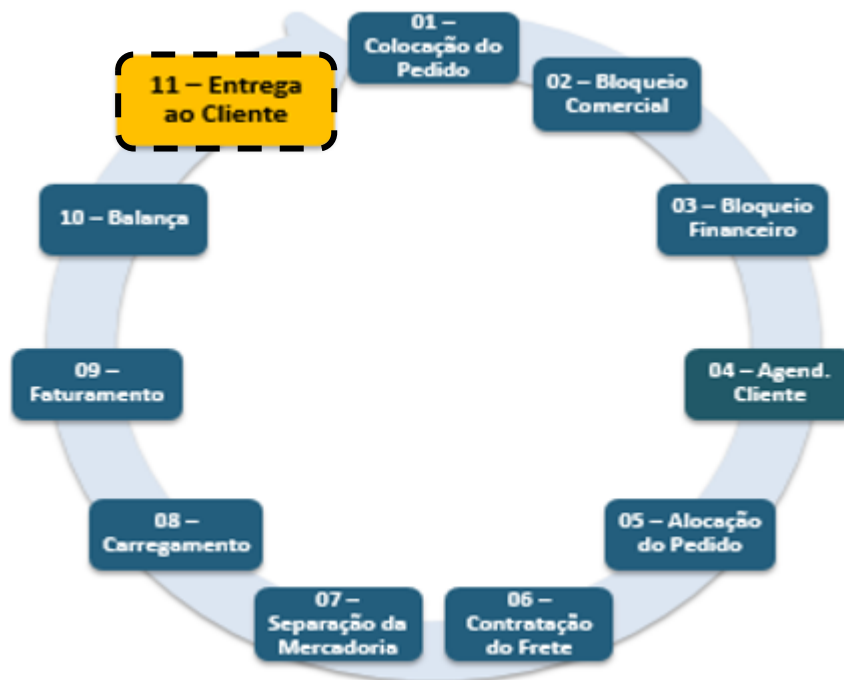 01 –
Colocação do
Pedido
02 – Bloqueio
Comercial
03 – Bloqueio
Financeiro
04 – Agend.
Cliente
05 – Alocação
do Pedido
06 –
Contratação
do Frete
07 –
Separação da
Mercadoria
08 –
Carregamento
09 –
Faturamento
10 – Balança
11 – Entrega
ao Cliente